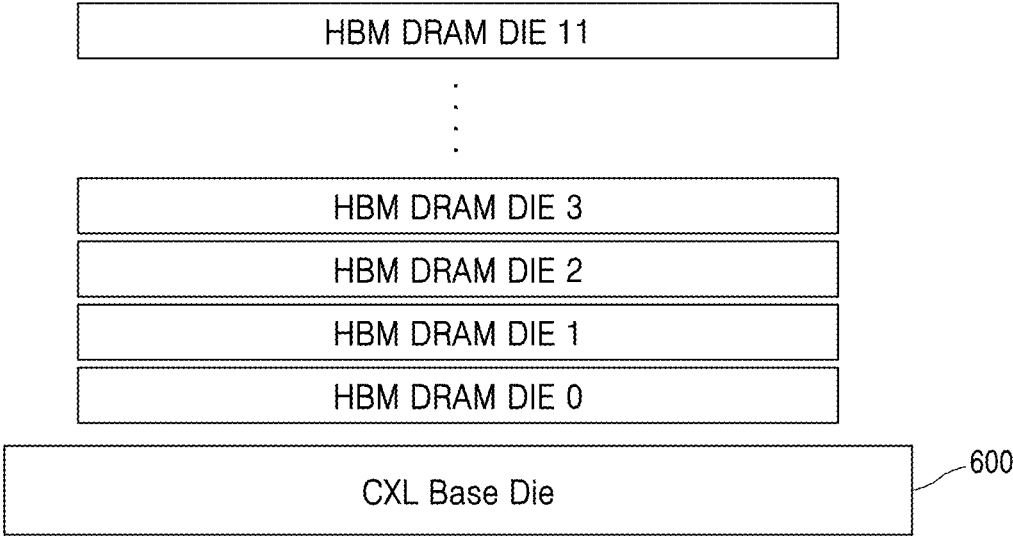 HBM DRAM DIE 11
HBM DRAM DIE 3
HBM DRAM DIE 2
HBM DRAM DIE 1
HBM DRAM DIE 0
CXL Base Die
600